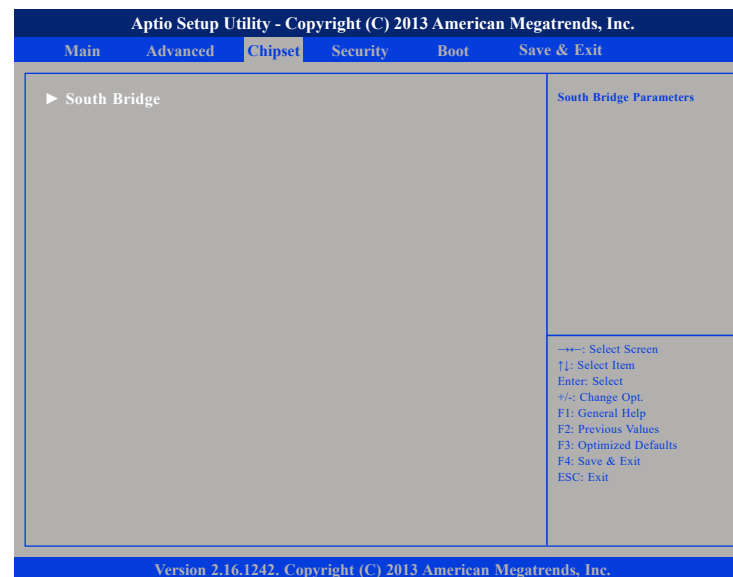 Aptio Setup Utility - Copyright (C) 2013 American Megatrends, Inc.
Main Advanced Chipset Security Boot Save & Exit
► South Bridge
South Bridge Parameters
→←: Select Screen
↑↓: Select Item
Enter: Select
+/-: Change Opt.
F1: General Help
F2: Previous Values
F3: Optimized Defaults
F4: Save & Exit
ESC: Exit
Version 2.16.1242. Copyright (C) 2013 American Megatrends, Inc.